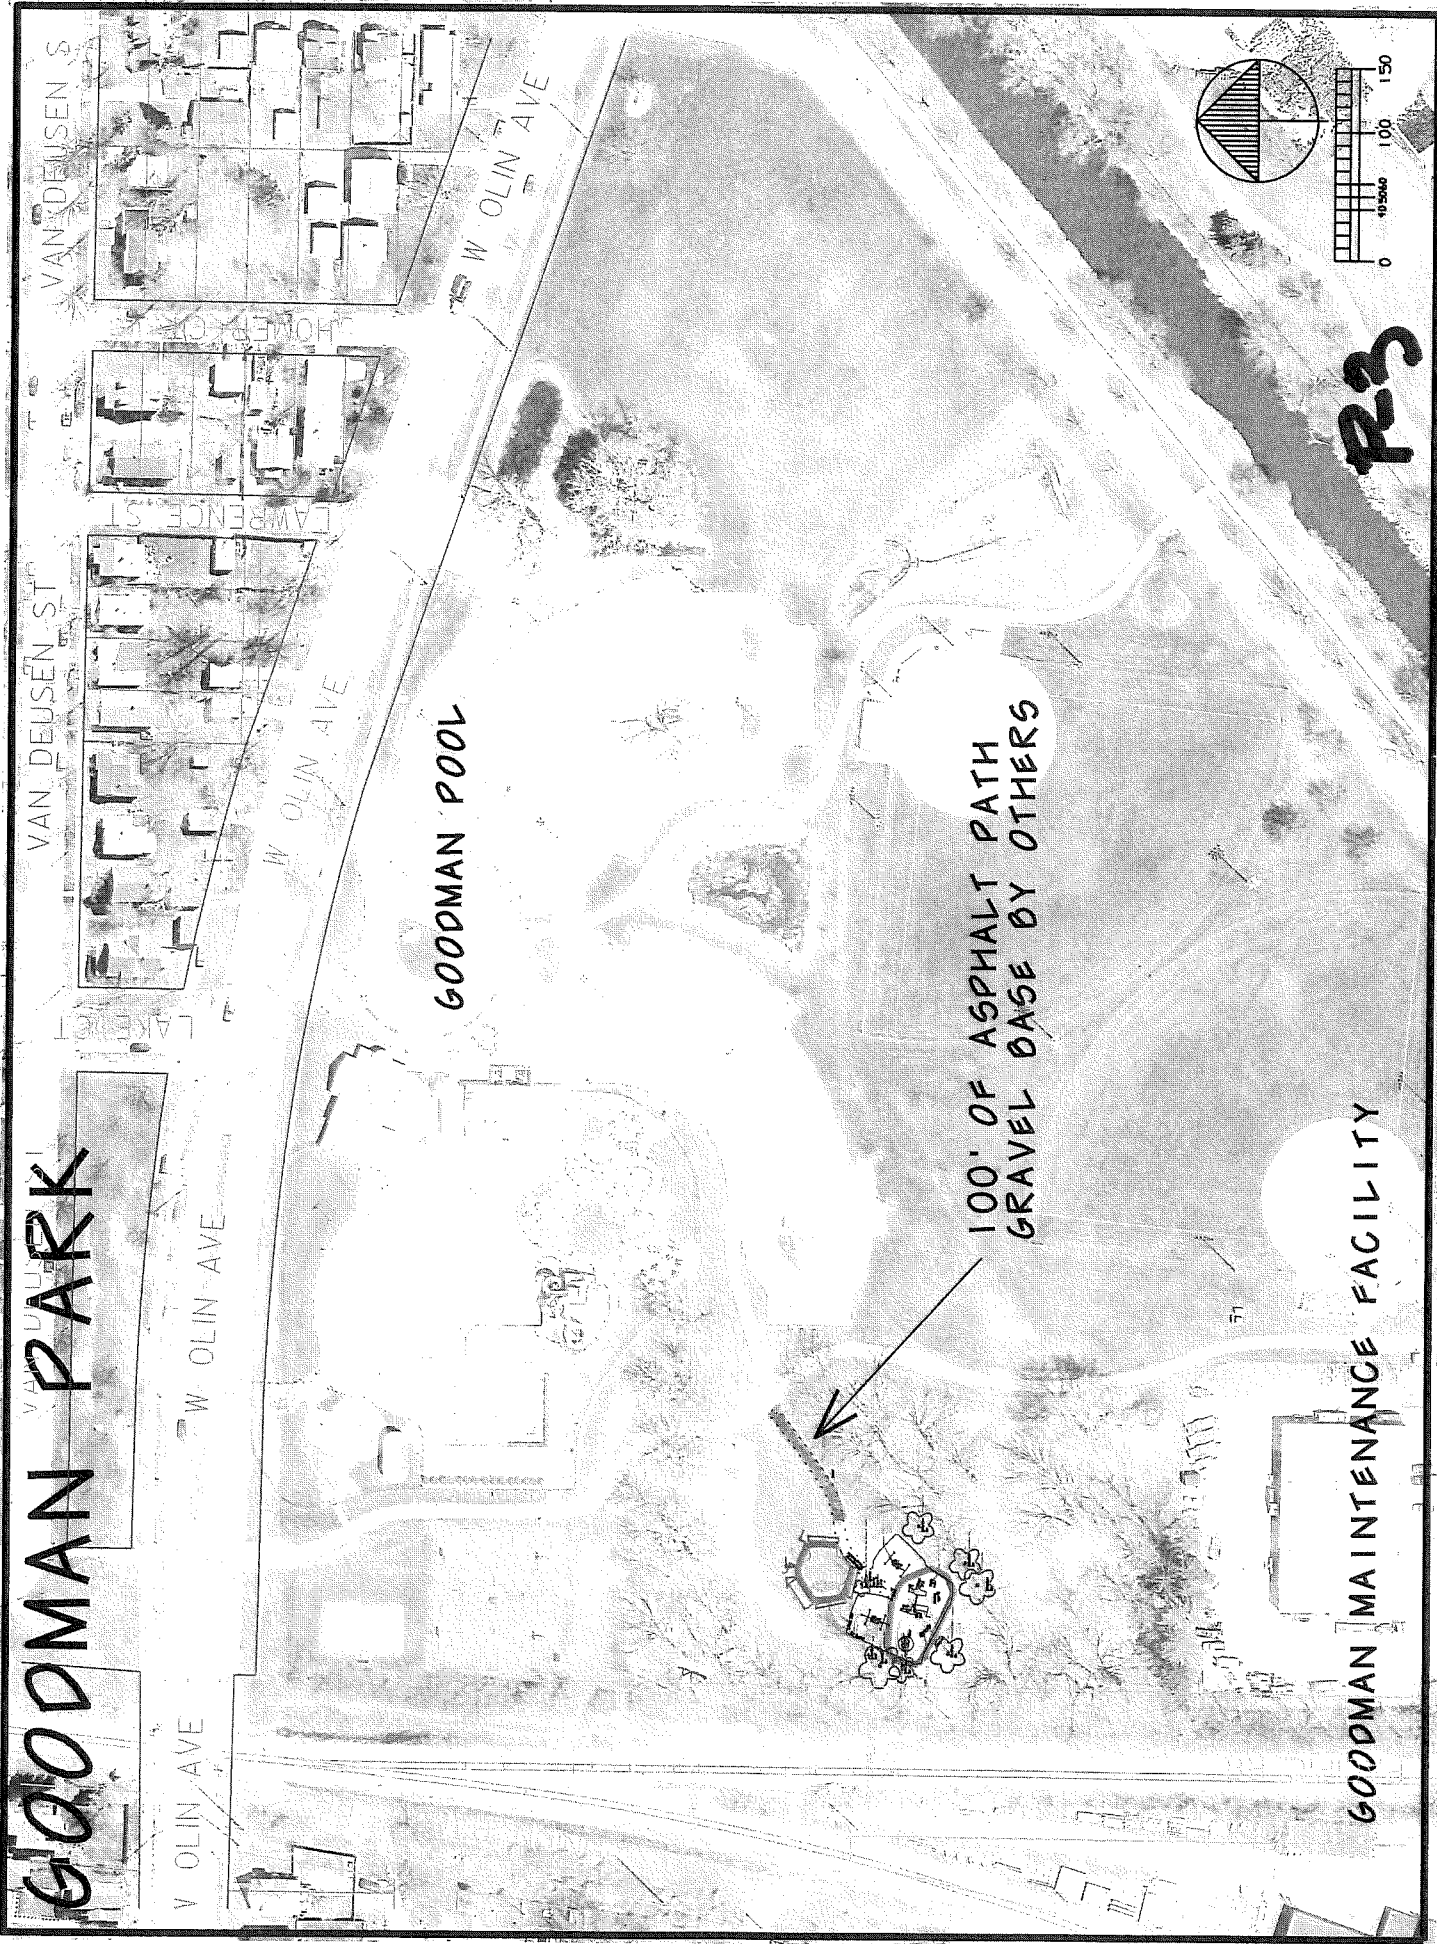 GOODMAN PARK
VAN DEUSEN ST
VAN DEUSEN S
LAKE CT
LAWRENCE ST
HOMER CT
W OLIN AVE
W OLIN AVE
W OLIN AVE
W OLIN AVE
GOODMAN POOL
100' OF ASPHALT PATH
GRAVEL BASE BY OTHERS
GOODMAN MAINTENANCE FACILITY
0 405060 100 150
R3